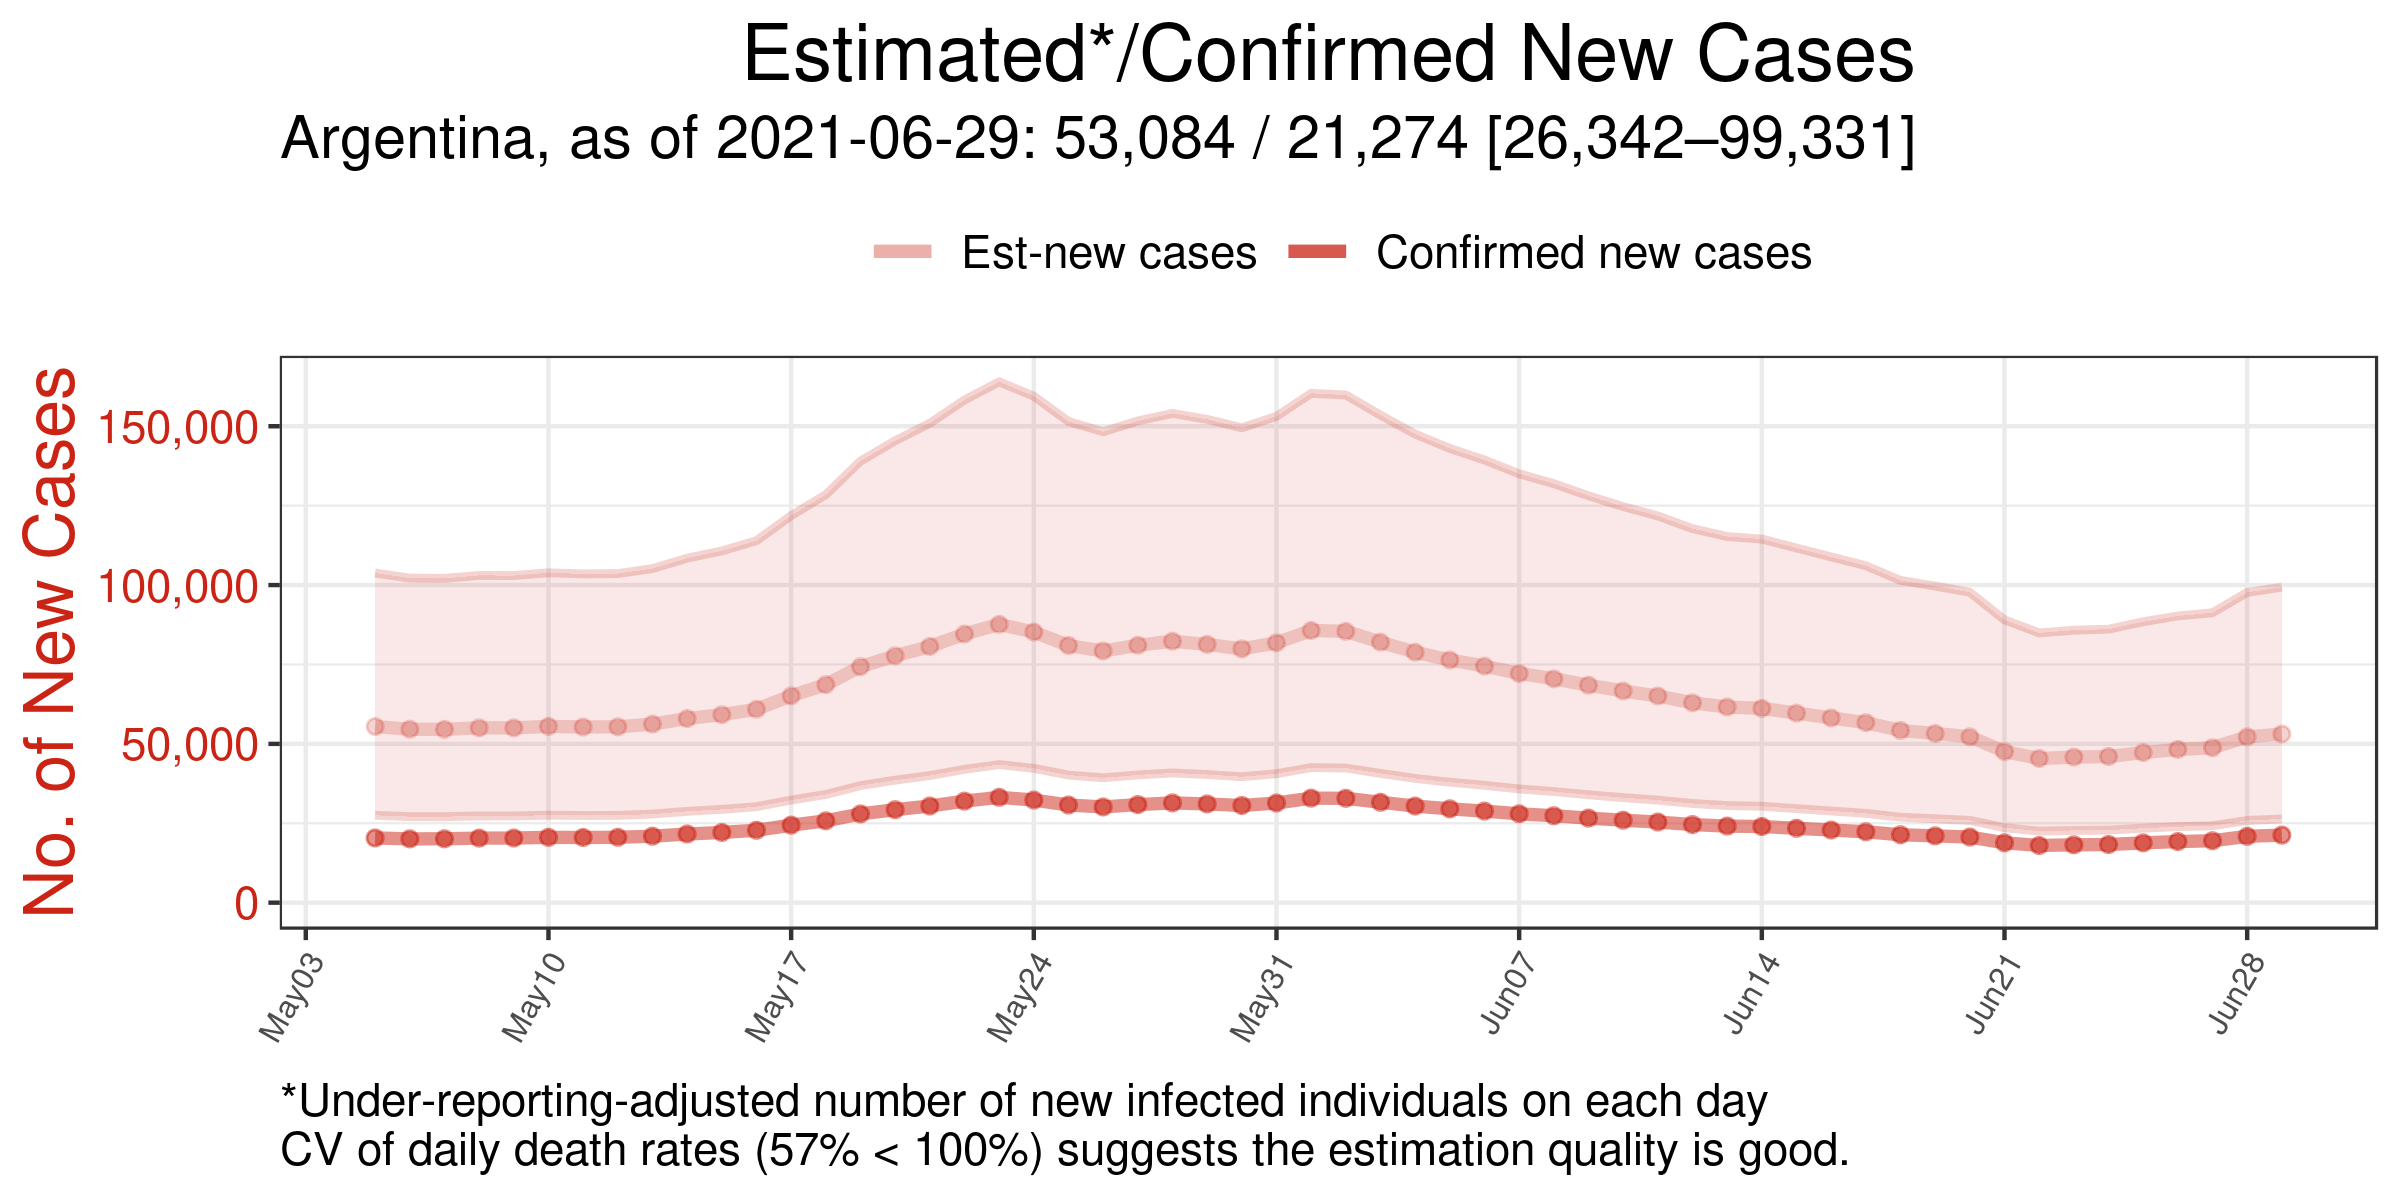 Estimated*/Confirmed New Cases
Argentina, as of 2021-06-29: 53,084 / 21,274 [26,342–99,331]
Est-new cases
Confirmed new cases
No. of New Cases
150,000
100,000
50,000
0
May03
May10
May17
May24
May31
Jun07
Jun14
Jun21
Jun28
*Under-reporting-adjusted number of new infected individuals on each day
CV of daily death rates (57% < 100%) suggests the estimation quality is good.